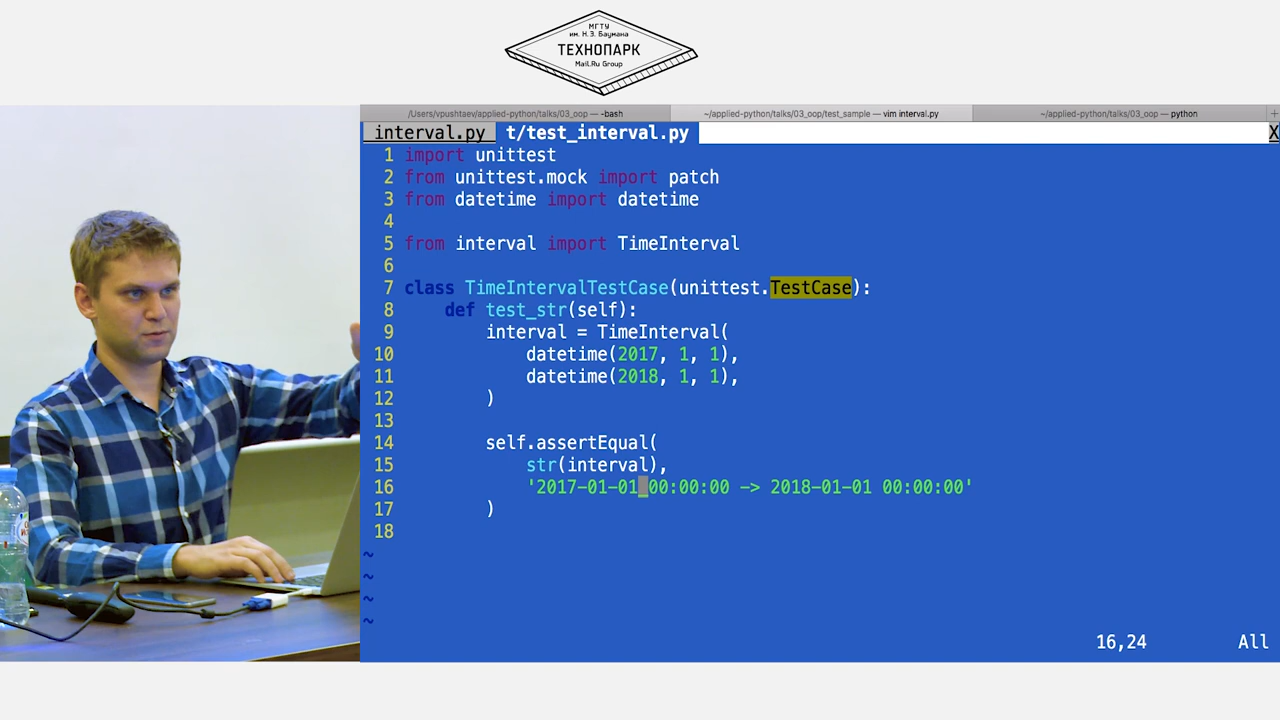 МГТУ
им. Н.Э. Баумана
ТЕХНОПАРК
Mail.Ru Group
/Users/vpushtaev/applied-python/talks/03_oop — -bash
~/applied-python/talks/03_oop/test_sample — vim interval.py
~/applied-python/talks/03_oop — python
+
interval.py t/test_interval.py X
1 import unittest
2 from unittest.mock import patch
3 from datetime import datetime
4
5 from interval import TimeInterval
6
7 class TimeIntervalTestCase(unittest.TestCase):
8     def test_str(self):
9         interval = TimeInterval(
10             datetime(2017, 1, 1),
11             datetime(2018, 1, 1),
12         )
13
14         self.assertEqual(
15             str(interval),
16             '2017-01-01 00:00:00 -> 2018-01-01 00:00:00'
17         )
18
~
~
~
~
16,24 All